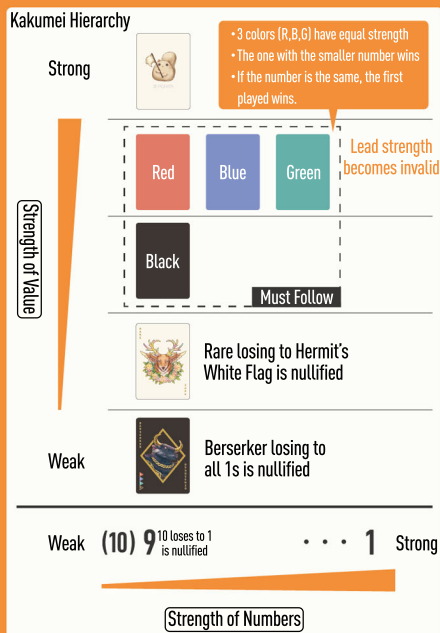 Kakumei Hierarchy
Strong
• 3 colors (R,B,G) have equal strength
• The one with the smaller number wins
• If the number is the same, the first
played wins.
Lead strength
becomes invalid
Red
Blue
Green
Strength of Value
Black
Must Follow
Rare losing to Hermit's
White Flag is nullified
Weak
Berserker losing to
all 1s is nullified
Weak
(10) 9
10 loses to 1
is nullified
• • • 1
Strong
Strength of Numbers